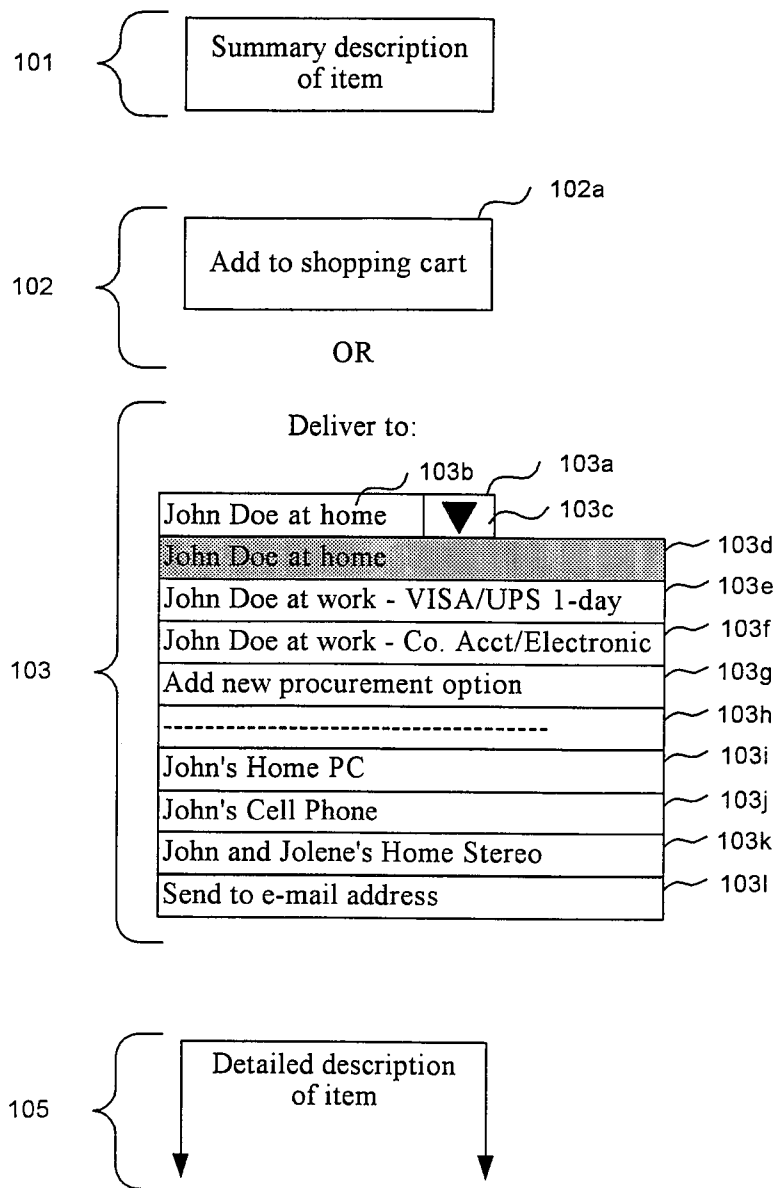 101
Summary description
of item
102a
102
Add to shopping cart
OR
103
Deliver to:
103b
103a
John Doe at home
103c
John Doe at home
103d
John Doe at work - VISA/UPS 1-day
103e
John Doe at work - Co. Acct/Electronic
103f
Add new procurement option
103g
-------------------------------------
103h
John's Home PC
103i
John's Cell Phone
103j
John and Jolene's Home Stereo
103k
Send to e-mail address
103l
105
Detailed description
of item